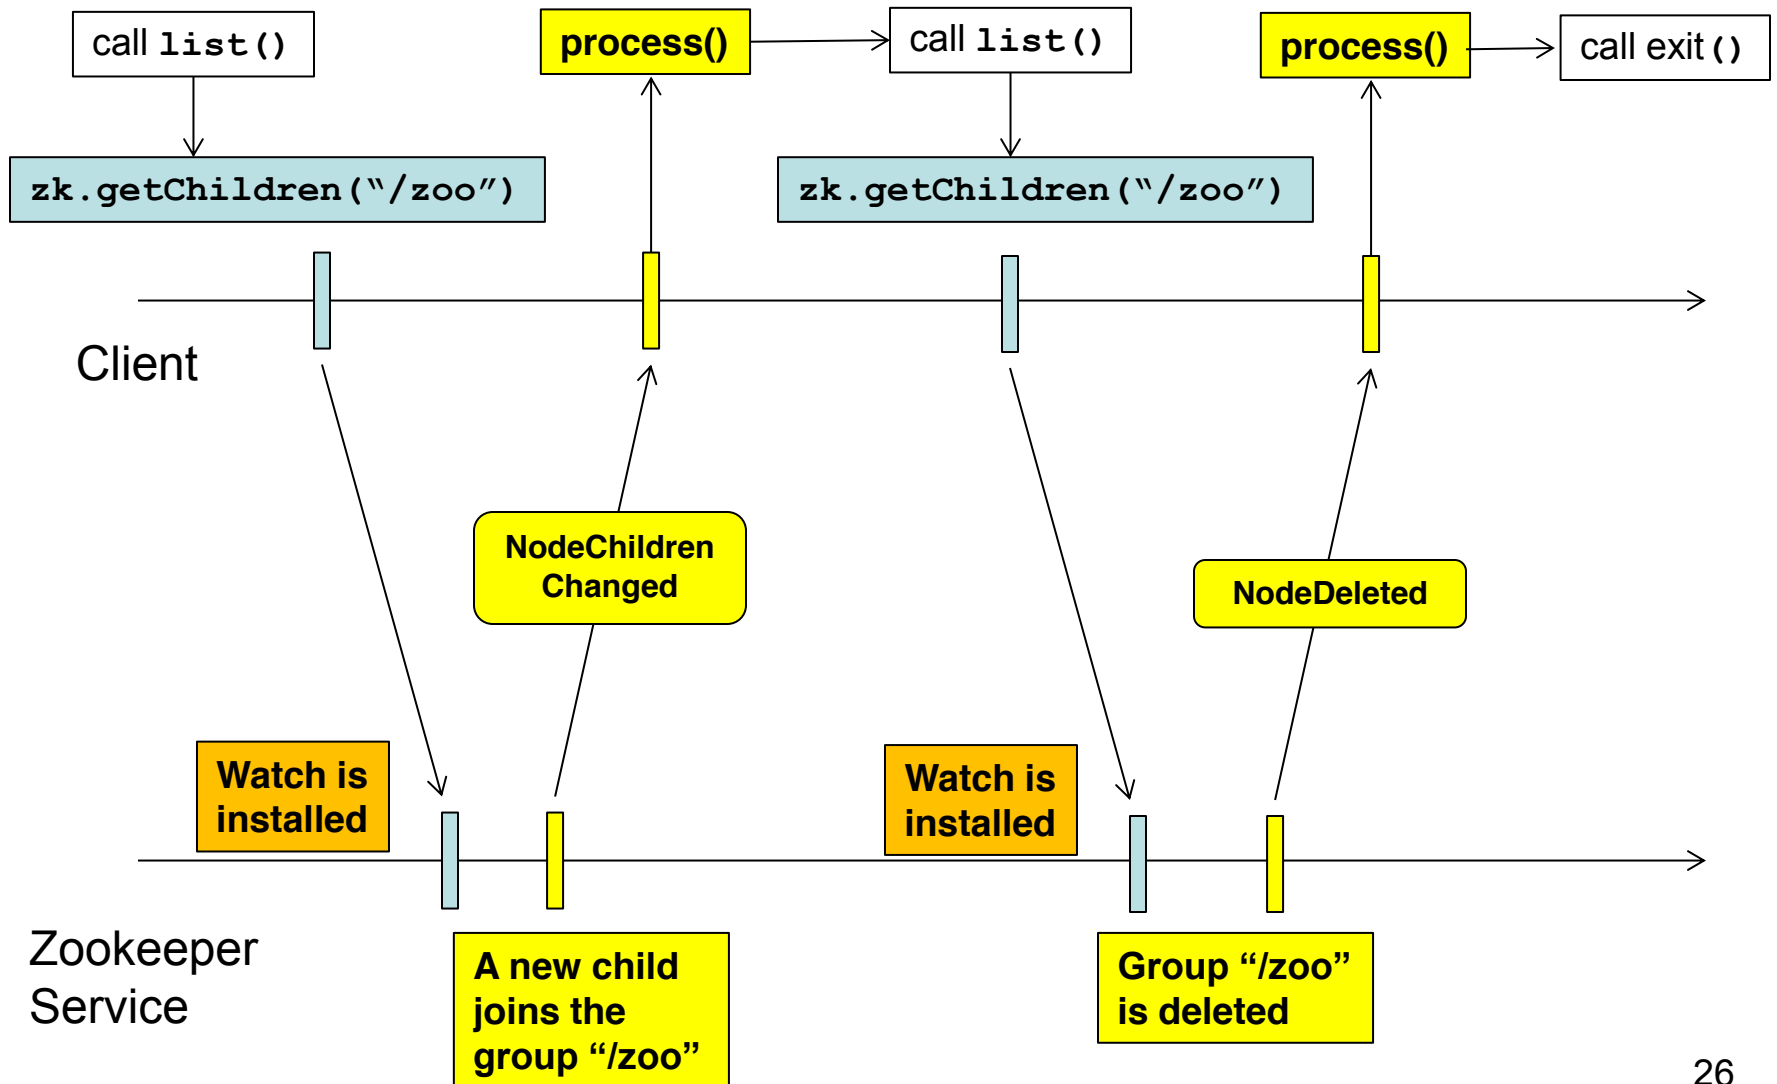 call list()
process()
call list()
process()
call exit()
zk.getChildren(“/zoo”)
zk.getChildren(“/zoo”)
Client
NodeChildren
Changed
NodeDeleted
Watch is
installed
Watch is
installed
Zookeeper
Service
A new child
joins the
group “/zoo”
Group “/zoo”
is deleted
26